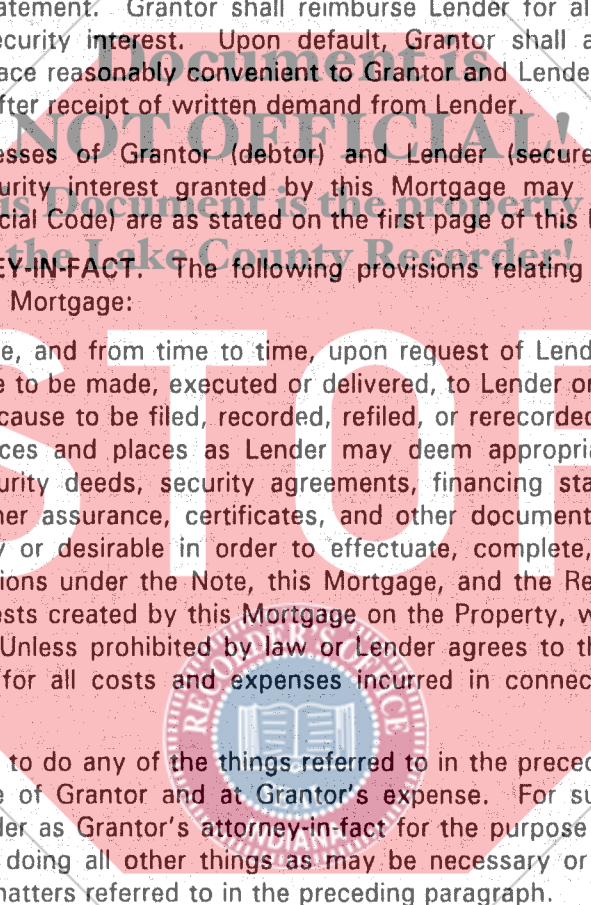 atement. Grantor shall reimburse Lender for al
ecurity interest. Upon default, Grantor shall a
Document is
ace reasonably convenient to Grantor and Lende
fter receipt of written demand from Lender.
NOT OFFICIAL!
esses of Grantor (debtor) and Lender (secure
urity interest granted by this Mortgage may
is Document is the property
cial Code) are as stated on the first page of this
the Lake County Recorder!
EY-IN-FACT. The following provisions relating
Mortgage:
STOP
e, and from time to time, upon request of Lend
e to be made, executed or delivered, to Lender or
cause to be filed, recorded, refiled, or rerecorded
ces and places as Lender may deem appropria
urity deeds, security agreements, financing sta
her assurance, certificates, and other document
y or desirable in order to effectuate, complete,
ions under the Note, this Mortgage, and the Re
ests created by this Mortgage on the Property, w
Unless prohibited by law or Lender agrees to th
for all costs and expenses incurred in connec
RECORDER'S OFFICE
to do any of the things referred to in the preced
e of Grantor and at Grantor's expense. For su
der as Grantor's attorney-in-fact for the purpose
INDIANA
doing all other things as may be necessary or
natters referred to in the preceding paragraph.